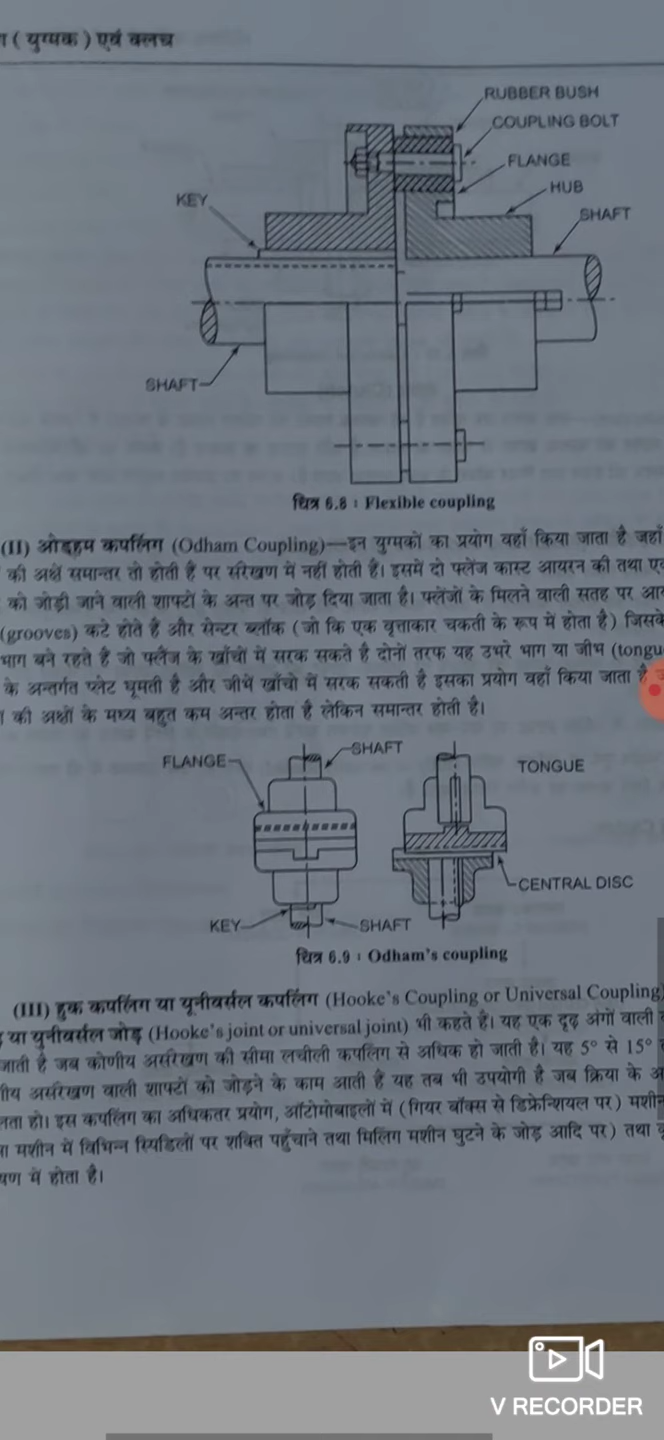 ( युग्मक ) एवं क्लच
RUBBER BUSH
COUPLING BOLT
FLANGE
HUB
KEY
SHAFT
SHAFT
चित्र 6.8 : Flexible coupling
(II) ओड्हम कपलिंग (Odham Coupling)—इन युग्मकों का प्रयोग वहाँ किया जाता है जहाँ
की अक्षें समान्तर तो होती है पर संरेखण में नहीं होती है। इसमें दो फ्लेंज कास्ट आयरन की तथा
को जोड़ी जाने वाली शाफ्टों के अन्त पर जोड़ दिया जाता है। फ्लेंजों के मिलने वाली सतह पर
(grooves) कटे होते है और सेन्टर ब्लॉक (जो कि एक वृत्ताकार चकती के रूप में होता है) जिसके
भाग बने रहते है जो फ्लैंज के खाँचों में सरक सकते है दोनों तरफ यह उभरे भाग या जीभ (tongu
के अन्तर्गत प्लेट घूमती है और जीभें खाँचो में सरक सकती है इसका प्रयोग वहाँ किया जाता है
की अक्षों के मध्य बहुत कम अन्तर होता है लेकिन समान्तर होती है।
SHAFT
FLANGE
TONGUE
CENTRAL DISC
KEY
SHAFT
चित्र 6.9 : Odham's coupling
(III) हुक कपलिंग या यूनीवर्सल कपलिंग (Hooke's Coupling or Universal Coupling)
या यूनीवर्सल जोड़ (Hooke's joint or universal joint) भी कहते है। यह एक दृढ़ अंगों वाली
जाती है जब कोणीय असंरेखण की सीमा लचीली कपलिंग से अधिक हो जाती है। यह 5° से 15°
असंरेखण वाली शाफ्टों को जोड़ने के काम आती है यह तब भी उपयोगी है जब क्रिया के
हो। इस कपलिंग का अधिकतर प्रयोग, ऑटोमोबाइलों में (गियर बॉक्स से डिफ्रेन्शियल पर) मशीन
मशीन में विभिन्न स्पिडिलों पर शक्ति पहुँचाने तथा मिलिंग मशीन घुटने के जोड़ आदि पर) तथा
में होता है।
V RECORDER